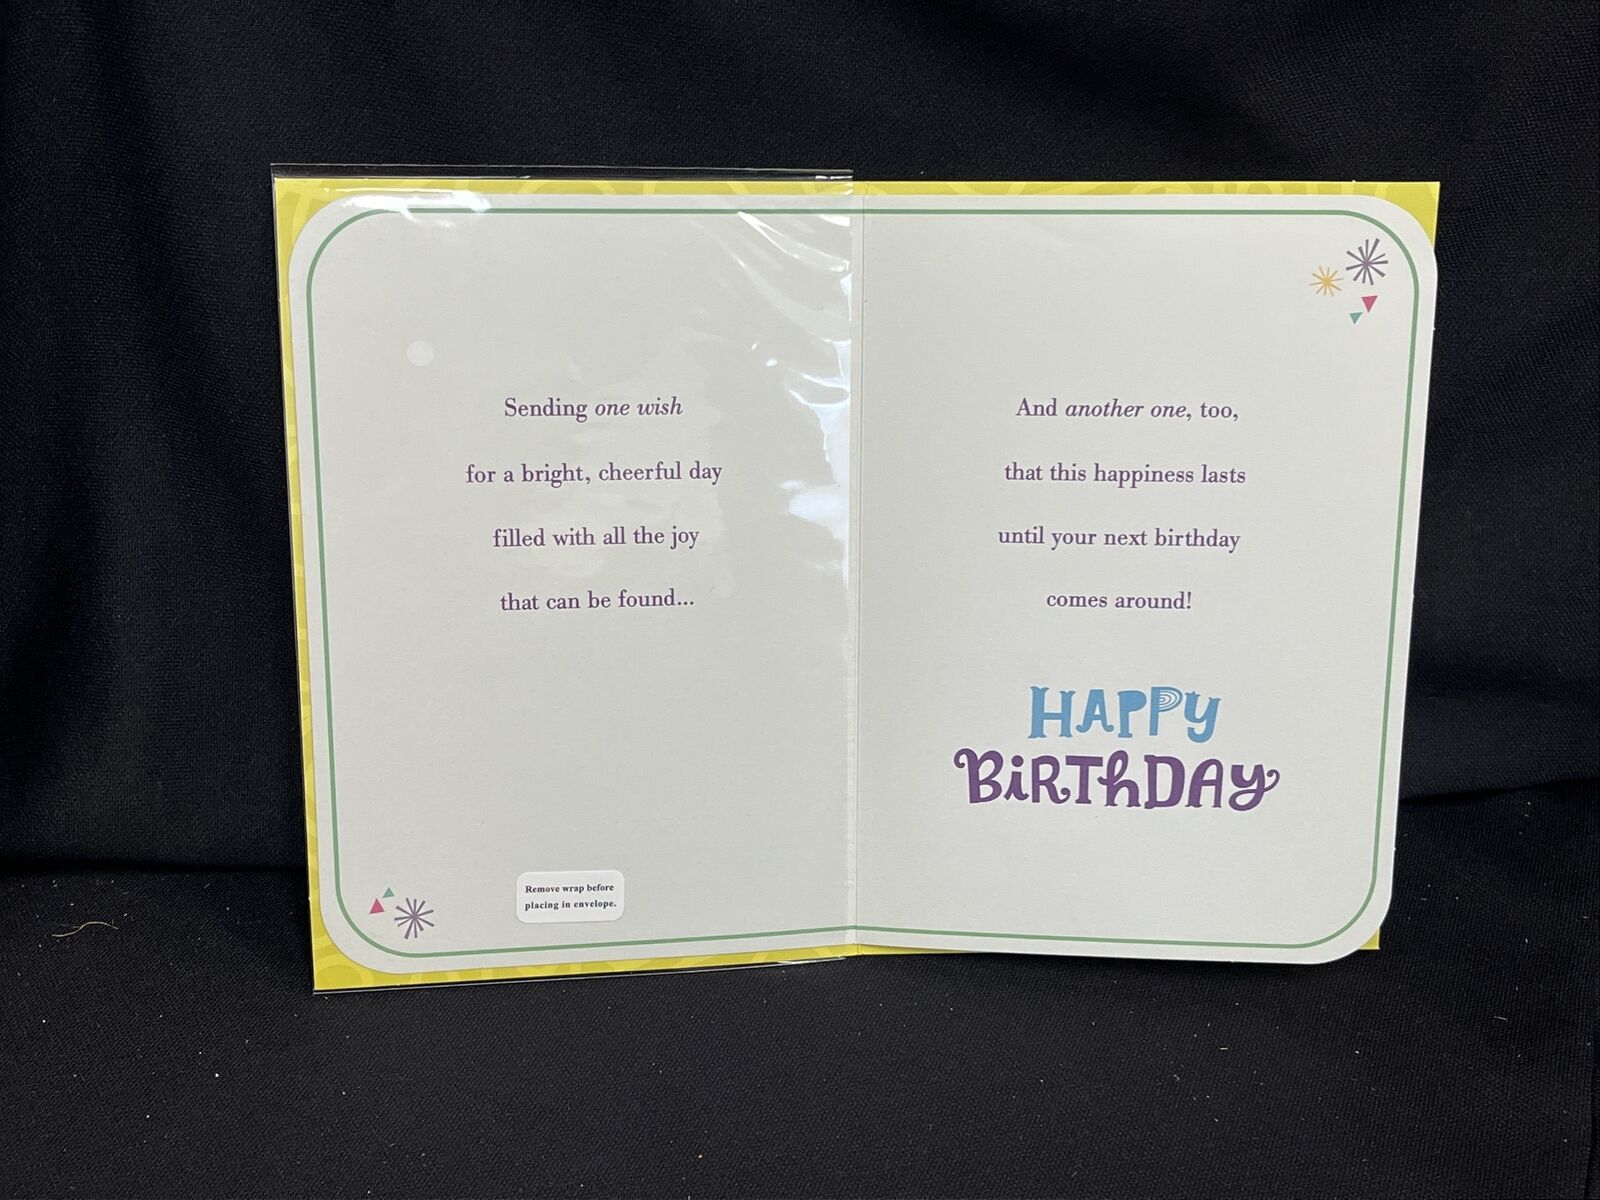 Sending one wish
for a bright, cheerful day
filled with all the joy
that can be found...
Remove wrap before
placing in envelope.
And another one, too,
that this happiness lasts
until your next birthday
comes around!
HAPPY
BiRThDAY